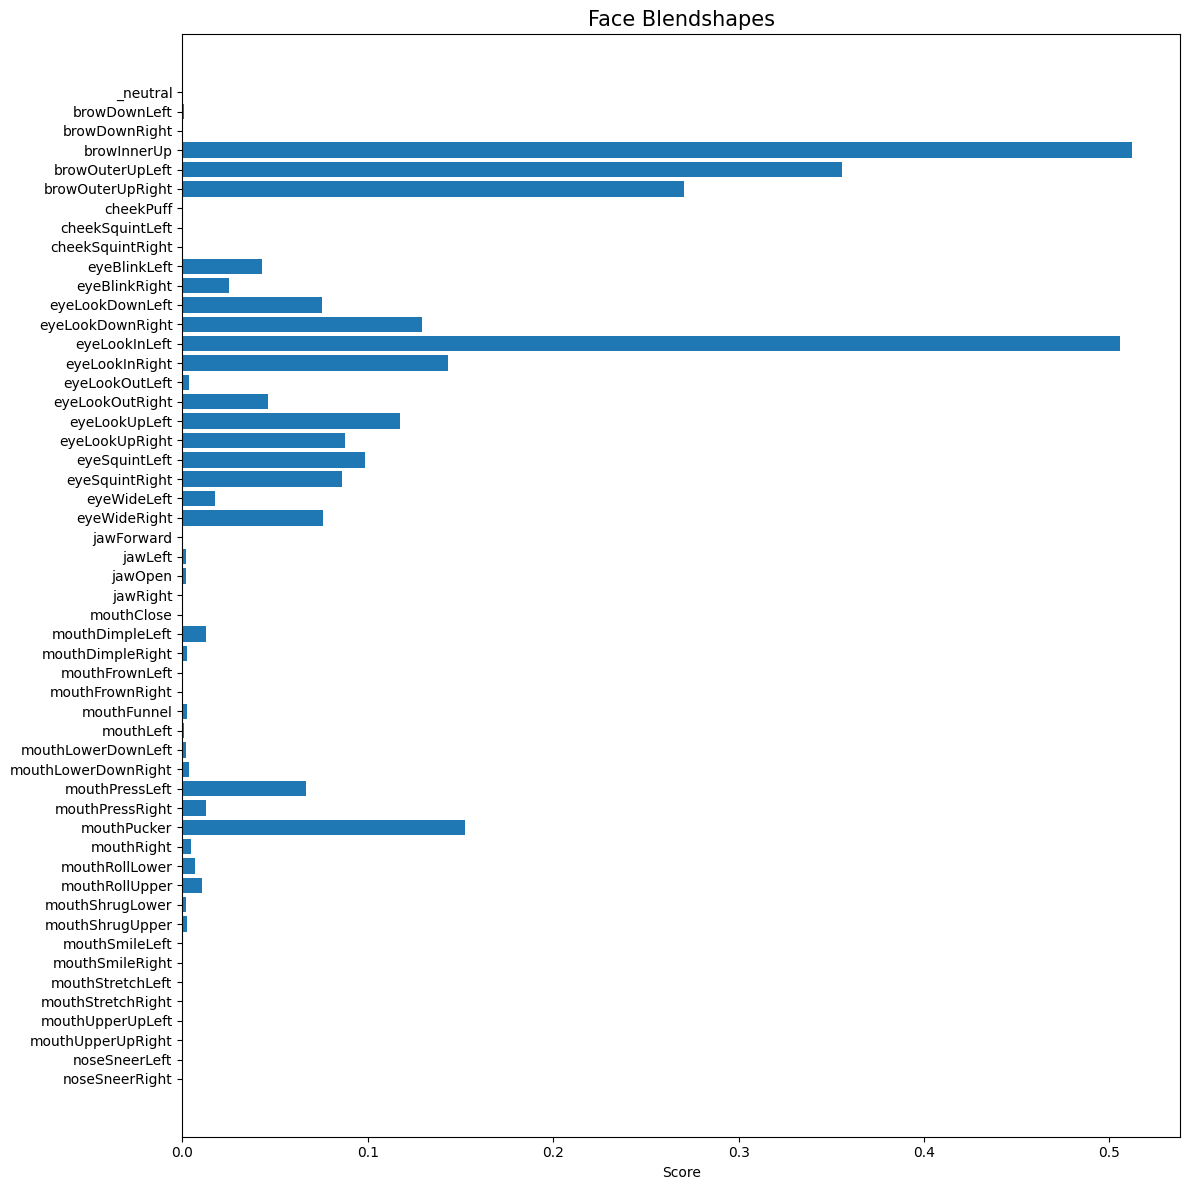 Face Blendshapes
_neutral
browDownLeft
browDownRight
browInnerUp
browOuterUpLeft
browOuterUpRight
cheekPuff
cheekSquintLeft
cheekSquintRight
eyeBlinkLeft
eyeBlinkRight
eyeLookDownLeft
eyeLookDownRight
eyeLookInLeft
eyeLookInRight
eyeLookOutLeft
eyeLookOutRight
eyeLookUpLeft
eyeLookUpRight
eyeSquintLeft
eyeSquintRight
eyeWideLeft
eyeWideRight
jawForward
jawLeft
jawOpen
jawRight
mouthClose
mouthDimpleLeft
mouthDimpleRight
mouthFrownLeft
mouthFrownRight
mouthFunnel
mouthLeft
mouthLowerDownLeft
mouthLowerDownRight
mouthPressLeft
mouthPressRight
mouthPucker
mouthRight
mouthRollLower
mouthRollUpper
mouthShrugLower
mouthShrugUpper
mouthSmileLeft
mouthSmileRight
mouthStretchLeft
mouthStretchRight
mouthUpperUpLeft
mouthUpperUpRight
noseSneerLeft
noseSneerRight
0.0 0.1 0.2 0.3 0.4 0.5
Score